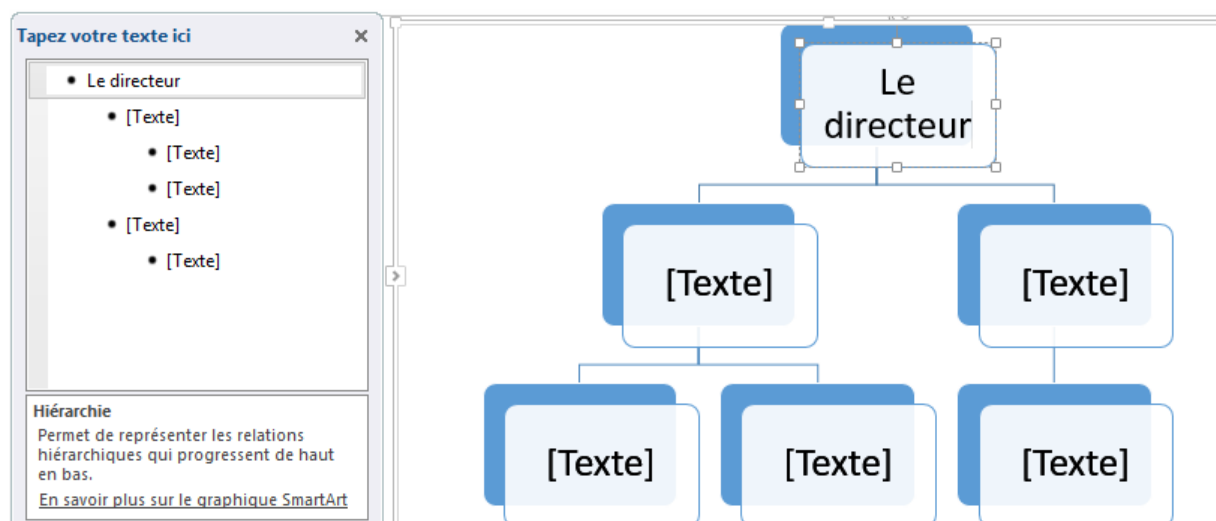 Tapez votre texte ici
Le directeur
[Texte]
[Texte]
[Texte]
[Texte]
[Texte]
Hiérarchie
Permet de représenter les relations
hiérarchiques qui progressent de haut
en bas.
En savoir plus sur le graphique SmartArt
Le
directeur
[Texte]
[Texte]
[Texte]
[Texte]
[Texte]